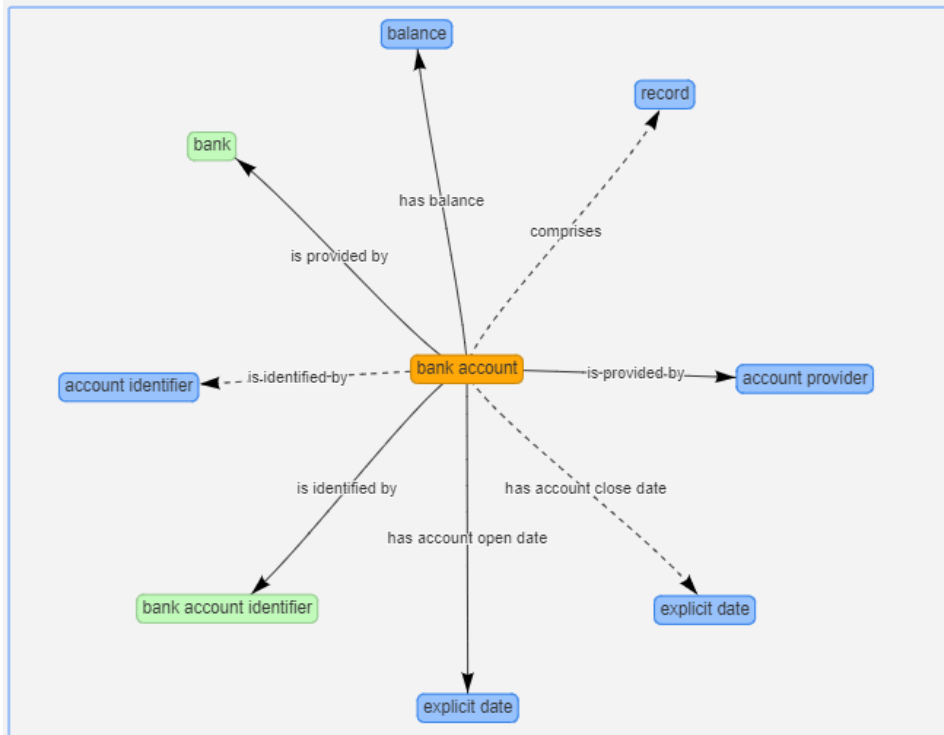 balance
record
bank
has balance
comprises
is provided by
bank account
is provided by
account provider
account identifier
is identified by
is identified by
has account close date
has account open date
bank account identifier
explicit date
explicit date